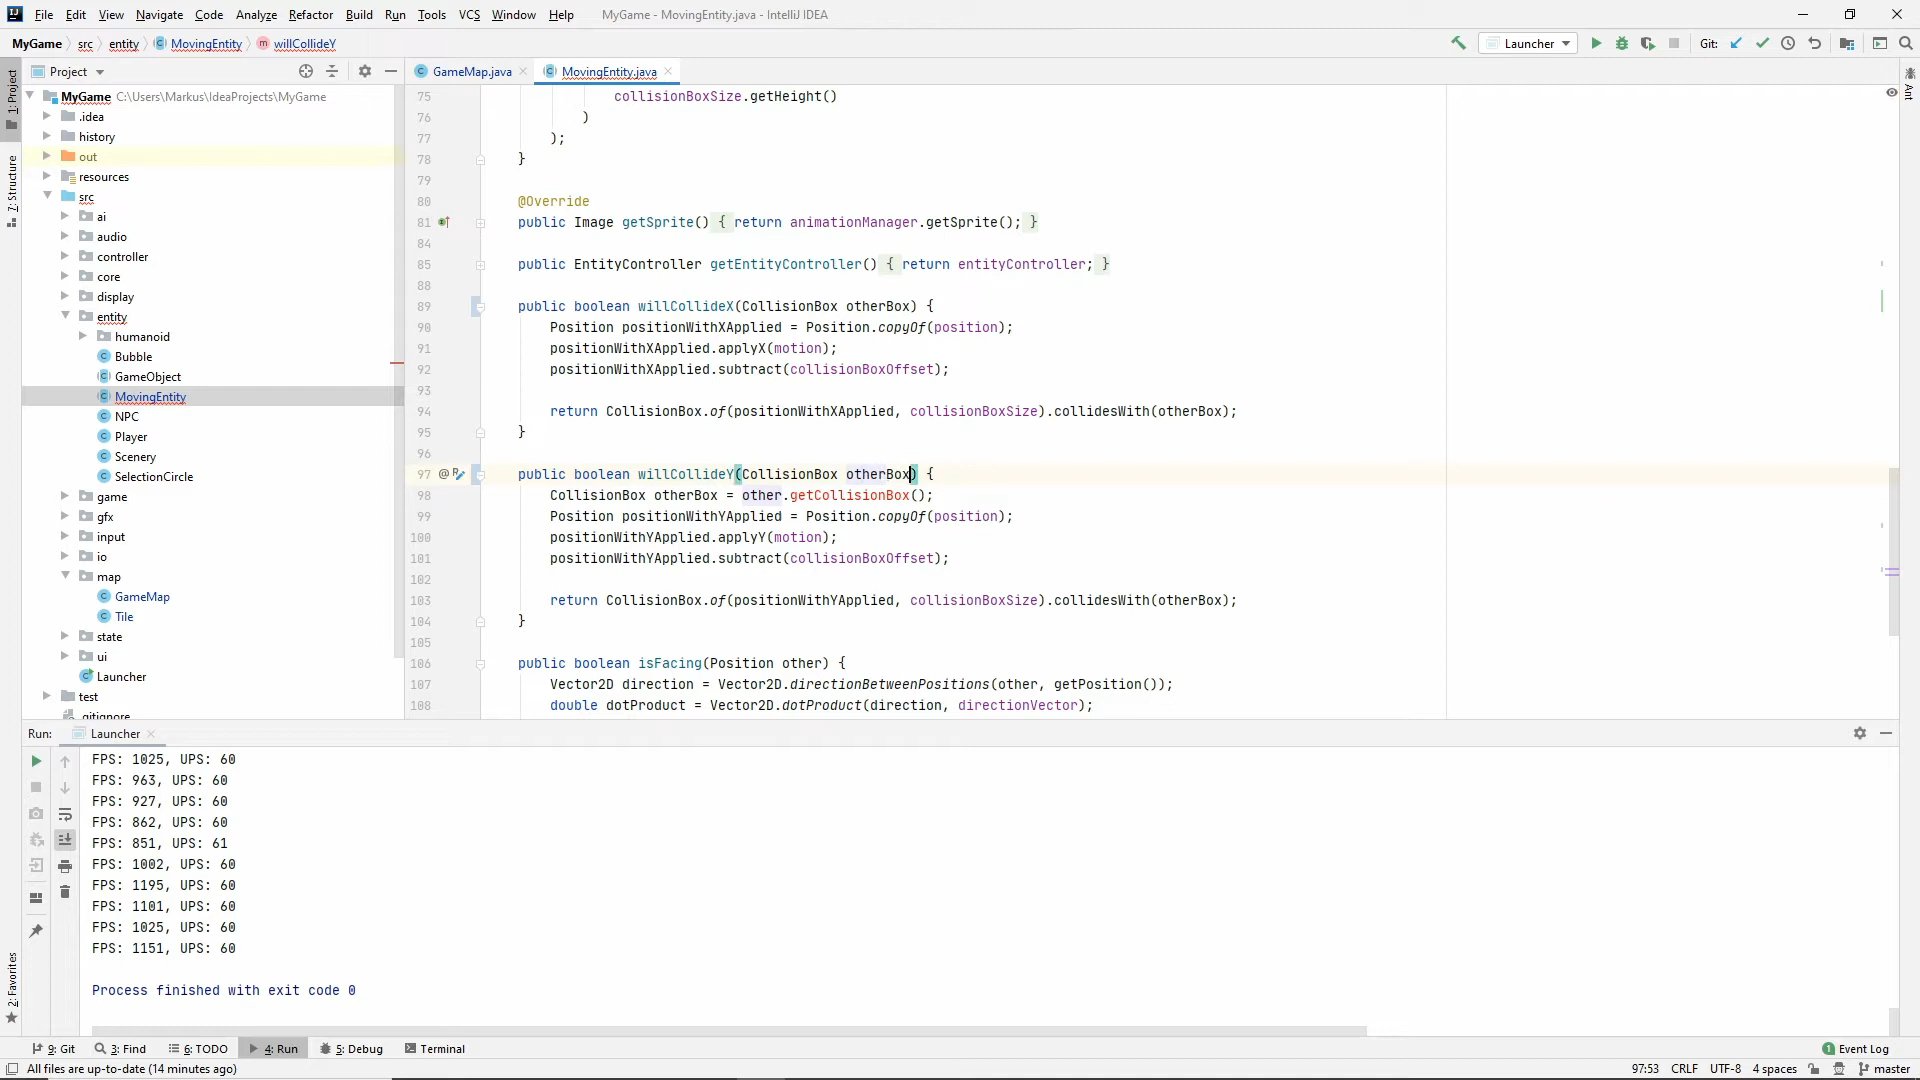 File Edit View Navigate Code Analyze Refactor Build Run Tools VCS Window Help MyGame - MovingEntity.java - IntelliJ IDEA
MyGame src entity MovingEntity willCollideY Launcher Git:
Project GameMap.java MovingEntity.java
1: Project
7: Structure
2: Favorites
Ant
MyGame C:\Users\Markus\IdeaProjects\MyGame
.idea
history
out
resources
src
ai
audio
controller
core
display
entity
humanoid
Bubble
GameObject
MovingEntity
NPC
Player
Scenery
SelectionCircle
game
gfx
input
io
map
GameMap
Tile
state
ui
Launcher
test
.gitignore
75 collisionBoxSize.getHeight()
76 )
77 );
78 }
79
80 @Override
81 public Image getSprite() { return animationManager.getSprite(); }
84
85 public EntityController getEntityController() { return entityController; }
88
89 public boolean willCollideX(CollisionBox otherBox) {
90 Position positionWithXApplied = Position.copyOf(position);
91 positionWithXApplied.applyX(motion);
92 positionWithXApplied.subtract(collisionBoxOffset);
93
94 return CollisionBox.of(positionWithXApplied, collisionBoxSize).collidesWith(otherBox);
95 }
96
97 @ public boolean willCollideY(CollisionBox otherBox) {
98 CollisionBox otherBox = other.getCollisionBox();
99 Position positionWithYApplied = Position.copyOf(position);
100 positionWithYApplied.applyY(motion);
101 positionWithYApplied.subtract(collisionBoxOffset);
102
103 return CollisionBox.of(positionWithYApplied, collisionBoxSize).collidesWith(otherBox);
104 }
105
106 public boolean isFacing(Position other) {
107 Vector2D direction = Vector2D.directionBetweenPositions(other, getPosition());
108 double dotProduct = Vector2D.dotProduct(direction, directionVector);
Run: Launcher
FPS: 1025, UPS: 60
FPS: 963, UPS: 60
FPS: 927, UPS: 60
FPS: 862, UPS: 60
FPS: 851, UPS: 61
FPS: 1002, UPS: 60
FPS: 1195, UPS: 60
FPS: 1101, UPS: 60
FPS: 1025, UPS: 60
FPS: 1151, UPS: 60
Process finished with exit code 0
9: Git 3: Find 6: TODO 4: Run 5: Debug Terminal 1 Event Log
All files are up-to-date (14 minutes ago) 97:53 CRLF UTF-8 4 spaces master